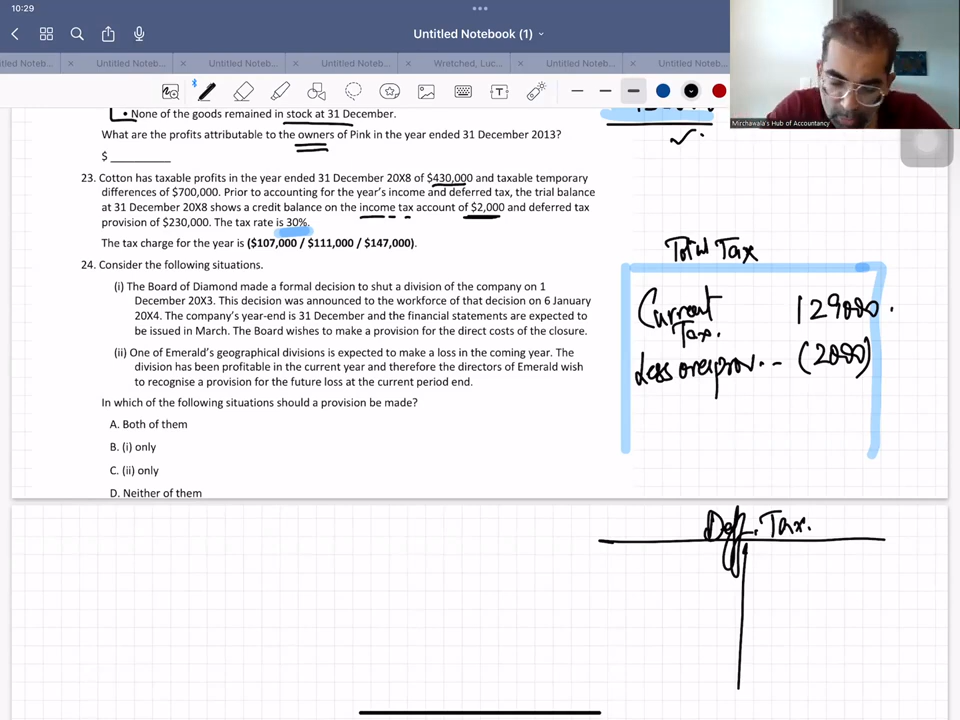 10:29
Untitled Notebook (1)
led Noteb...
Untitled Noteb...
Untitled Noteb...
Untitled Noteb...
Wretched, Luc...
Untitled Noteb...
Untitled Noteb...
Mirchawala's Hub of Accountancy
• None of the goods remained in stock at 31 December.
What are the profits attributable to the owners of Pink in the year ended 31 December 2013?
$ __________
23. Cotton has taxable profits in the year ended 31 December 20X8 of $430,000 and taxable temporary
differences of $700,000. Prior to accounting for the year's income and deferred tax, the trial balance
at 31 December 20X8 shows a credit balance on the income tax account of $2,000 and deferred tax
provision of $230,000. The tax rate is 30%.
The tax charge for the year is ($107,000 / $111,000 / $147,000).
24. Consider the following situations.
(i) The Board of Diamond made a formal decision to shut a division of the company on 1
December 20X3. This decision was announced to the workforce of that decision on 6 January
20X4. The company's year-end is 31 December and the financial statements are expected to
be issued in March. The Board wishes to make a provision for the direct costs of the closure.
(ii) One of Emerald's geographical divisions is expected to make a loss in the coming year. The
division has been profitable in the current year and therefore the directors of Emerald wish
to recognise a provision for the future loss at the current period end.
In which of the following situations should a provision be made?
A. Both of them
B. (i) only
C. (ii) only
D. Neither of them
Total Tax
Current Tax. 129000.
Less overprov. -- (2000)
Deff. Tax.